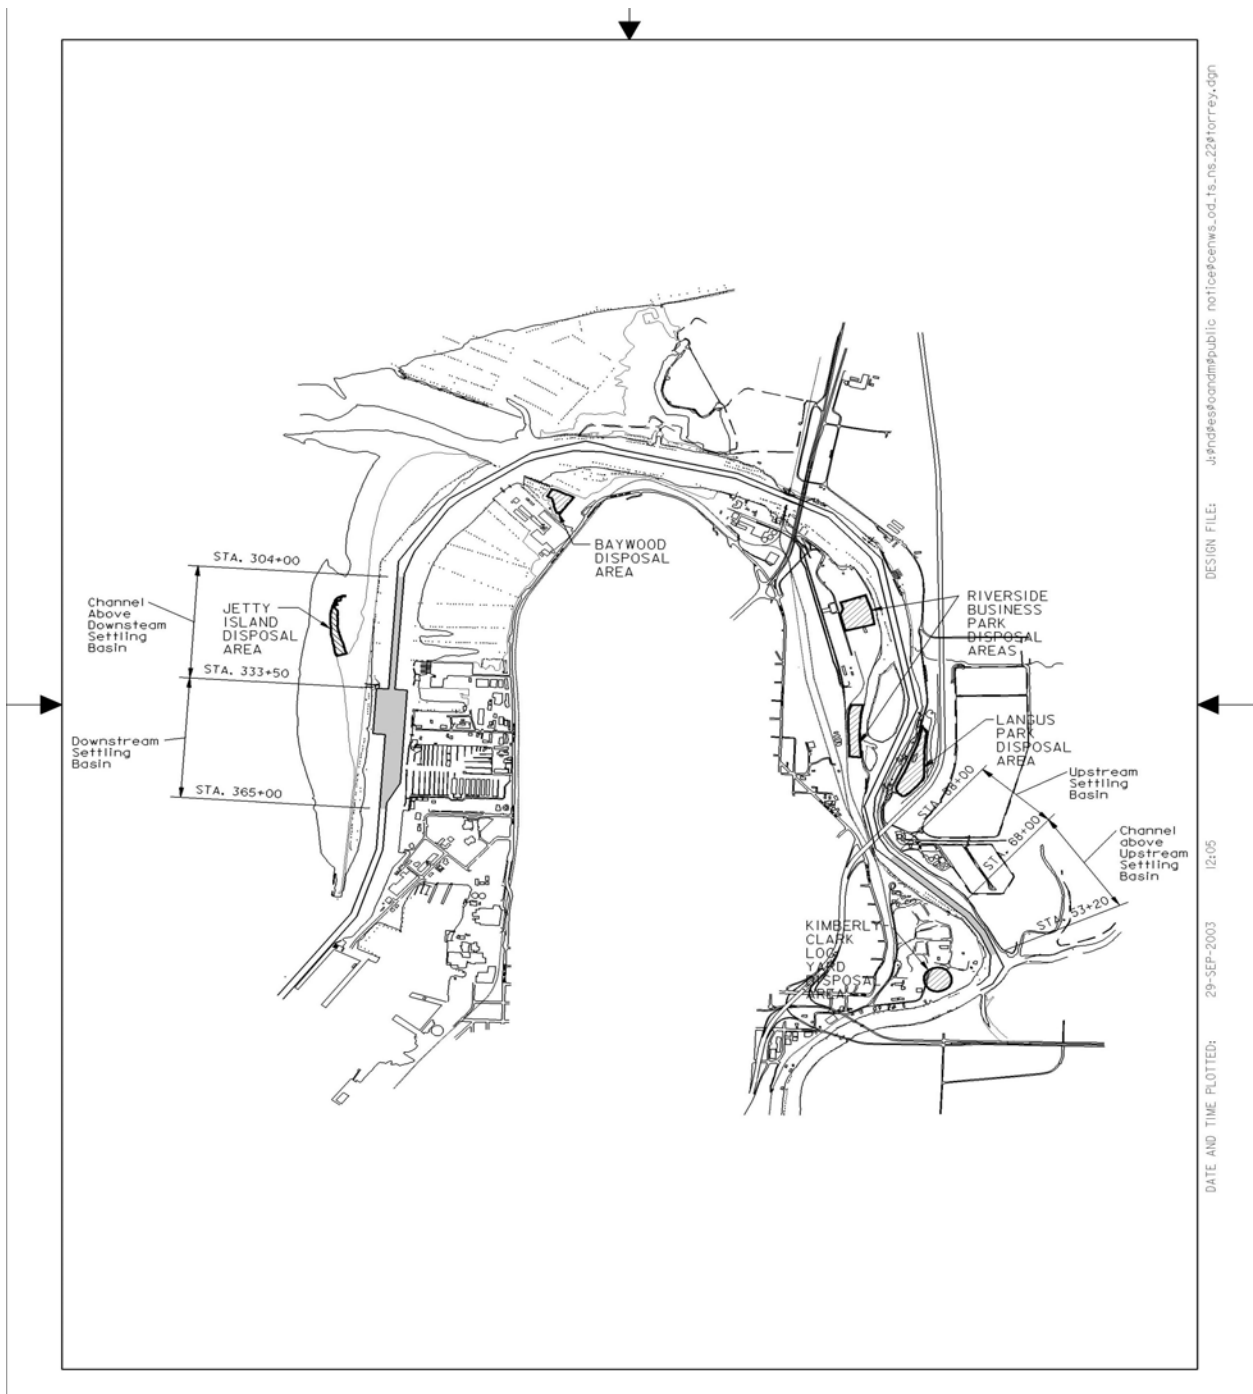 BAYWOOD
DISPOSAL
AREA
STA. 304+00
Channel
Above
Downsteam
Settling
Basin
JETTY
ISLAND
DISPOSAL
AREA
STA. 333+50
Downstream
Settling
Basin
STA. 365+00
RIVERSIDE
BUSINESS
PARK
DISPOSAL
AREAS
LANGUS
PARK
DISPOSAL
AREA
STA. 68+00
Upstream
Settling
Basin
STA. 68+00
Channel
above
Upstream
Settling
Basin
STA. 53+20
KIMBERLY
CLARK
LOG
YARD
DISPOSAL
AREA
DATE AND TIME PLOTTED: 29-SEP-2003 12:05 DESIGN FILE: